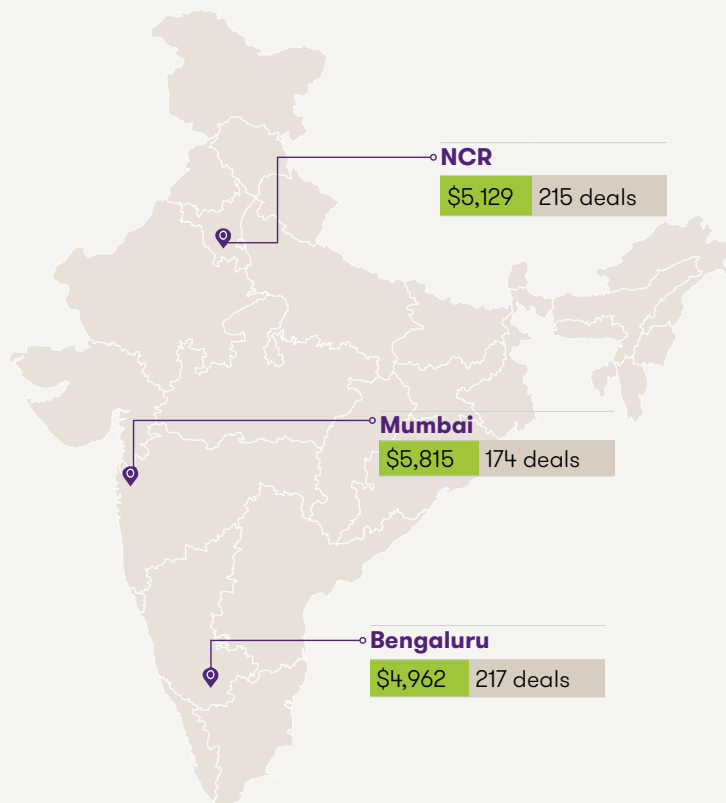 NCR
$5,129 215 deals
Mumbai
$5,815 174 deals
Bengaluru
$4,962 217 deals